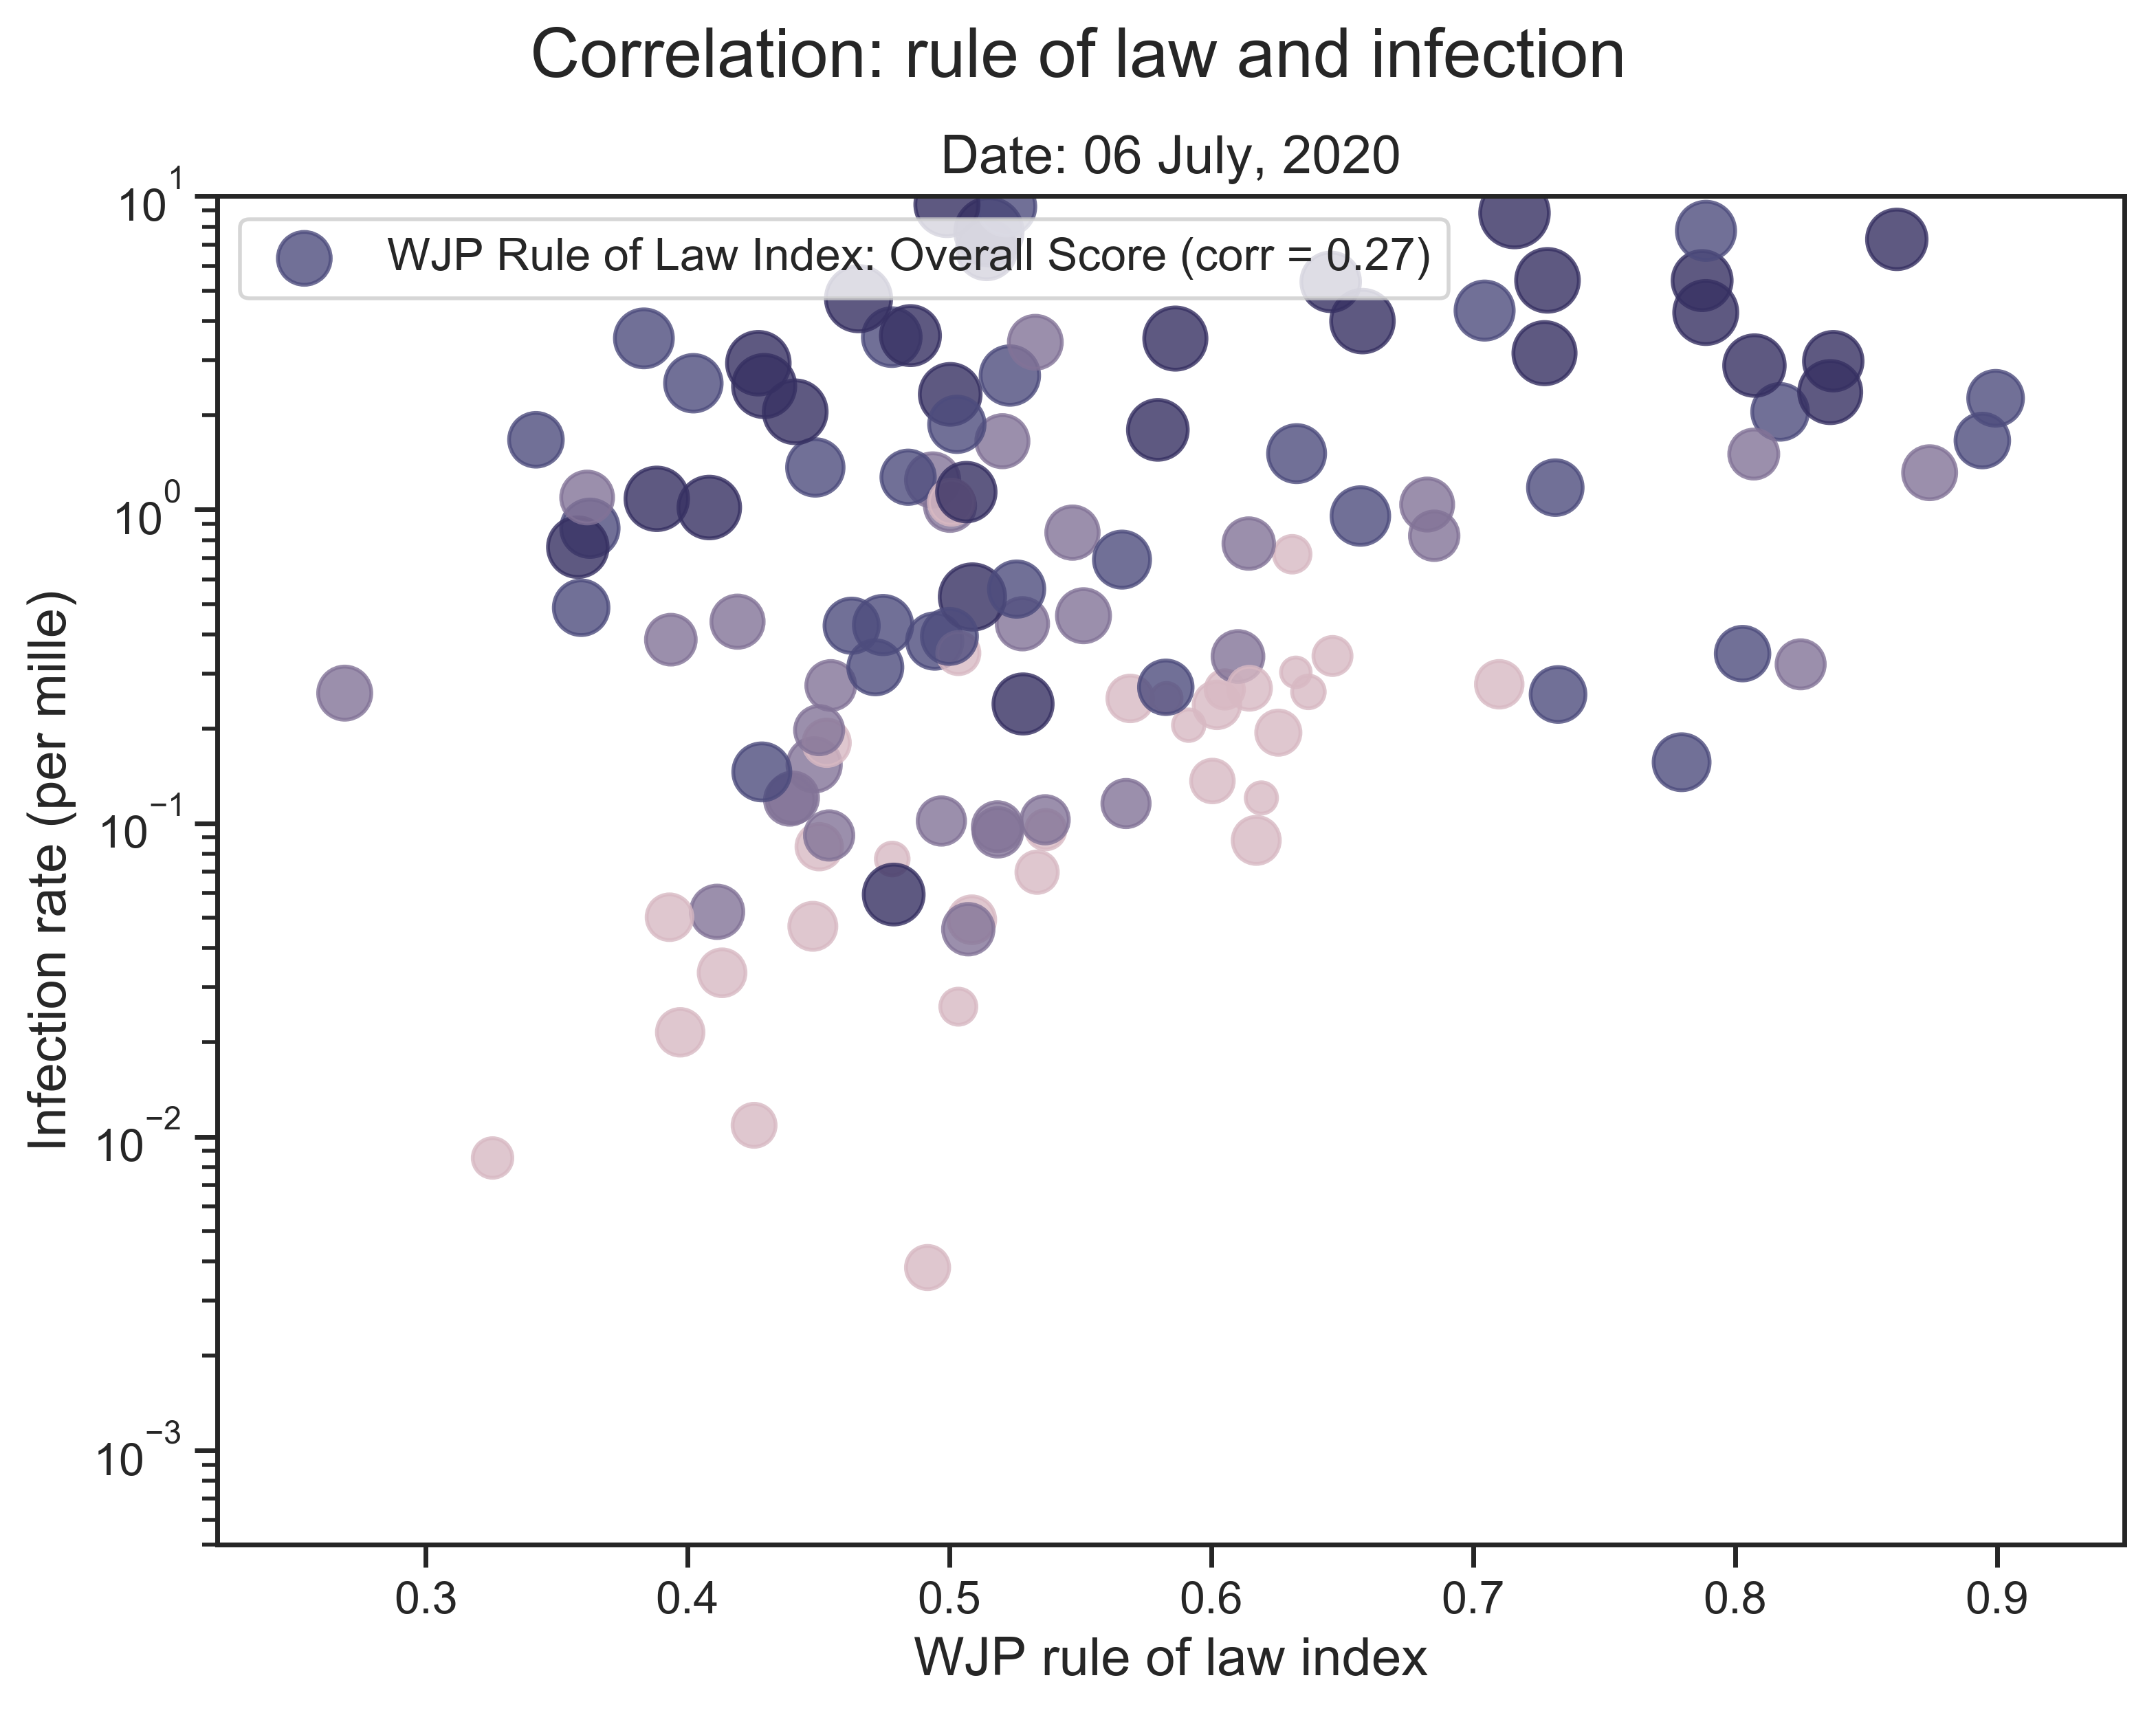 Correlation: rule of law and infection
Date: 06 July, 2020
WJP Rule of Law Index: Overall Score (corr = 0.27)
Infection rate (per mille)
10^1
10^0
10^−1
10^−2
10^−3
0.3 0.4 0.5 0.6 0.7 0.8 0.9
WJP rule of law index